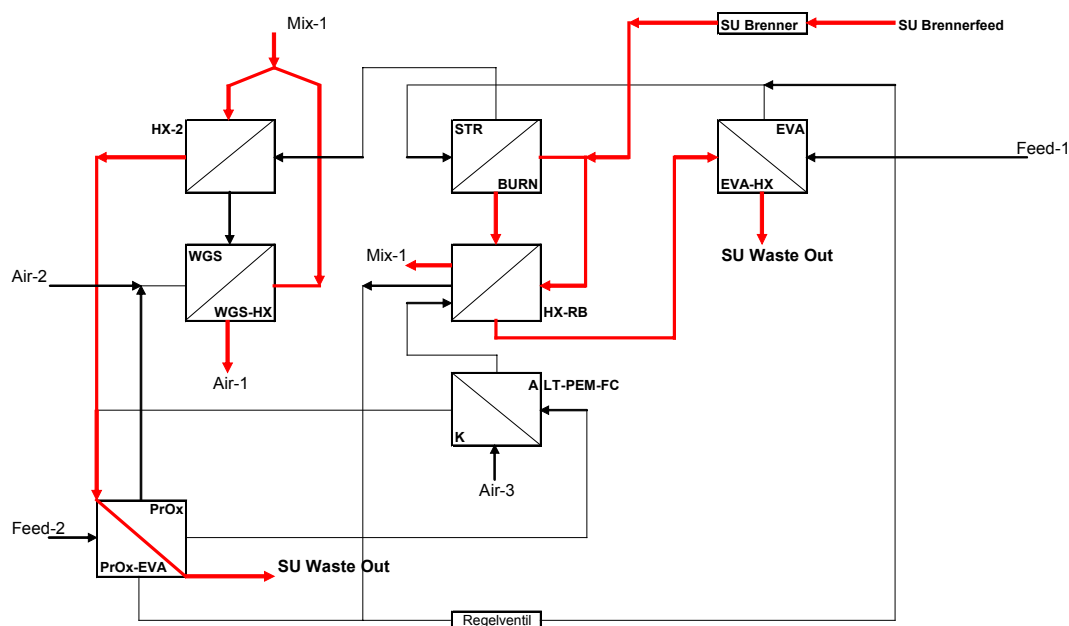 Mix-1
SU Brenner
SU Brennerfeed
HX-2
STR
BURN
EVA
EVA-HX
Feed-1
SU Waste Out
WGS
WGS-HX
Mix-1
HX-RB
Air-2
Air-1
A LT-PEM-FC
K
Air-3
PrOx
PrOx-EVA
Feed-2
SU Waste Out
Regelventil